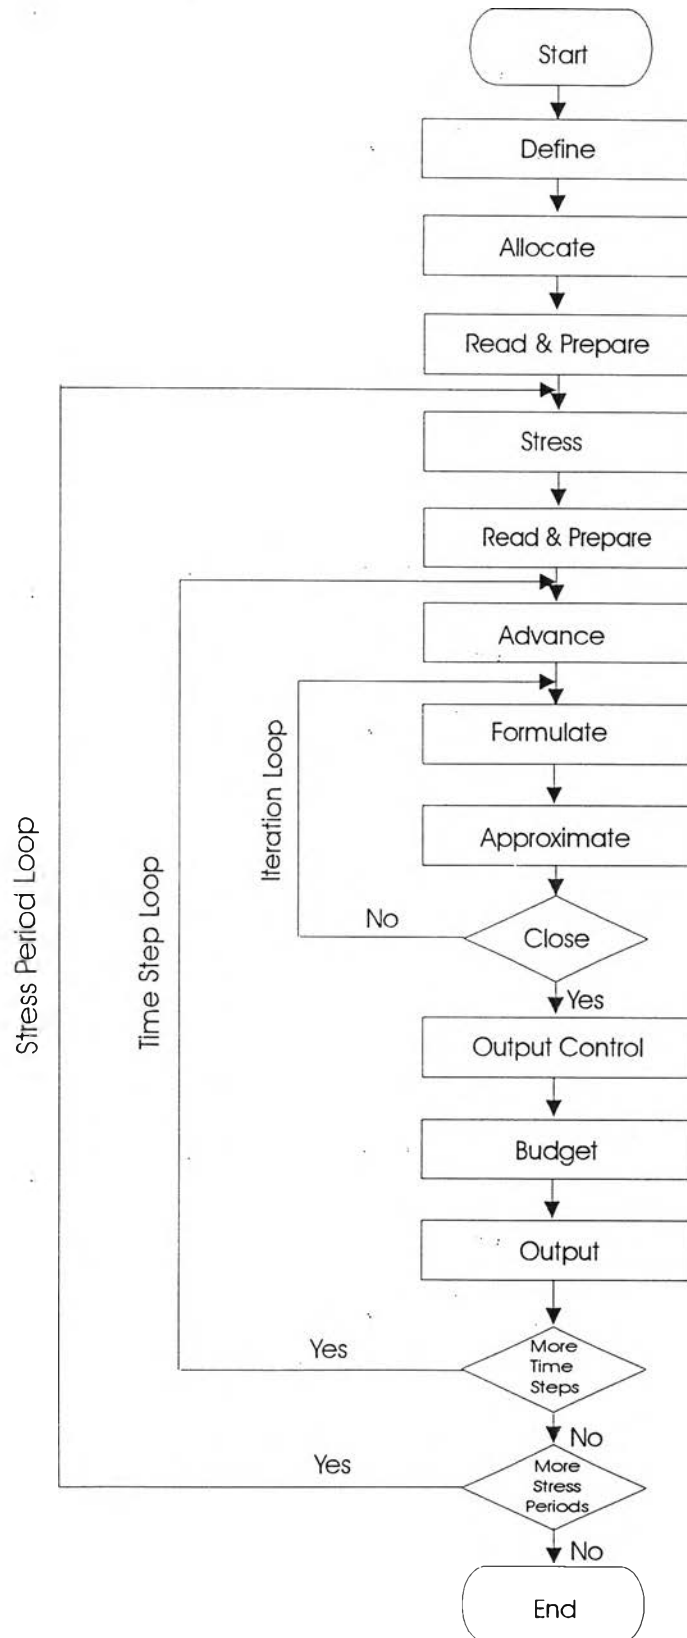 Start
Define
Allocate
Read & Prepare
Stress
Read & Prepare
Advance
Formulate
Iteration Loop
Approximate
Stress Period Loop
Time Step Loop
No
Close
Yes
Output Control
Budget
Output
Yes
More
Time
Steps
No
Yes
More
Stress
Periods
No
End